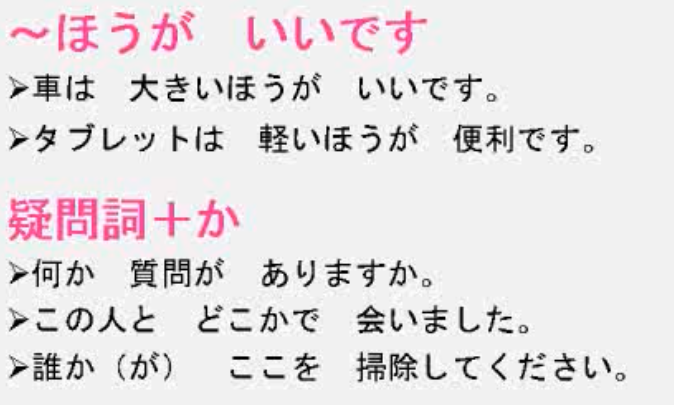 ～ほうが　いいです
➢車は　大きいほうが　いいです。
➢タブレットは　軽いほうが　便利です。
疑問詞＋か
➢何か　質問が　ありますか。
➢この人と　どこかで　会いました。
➢誰か（が）　ここを　掃除してください。